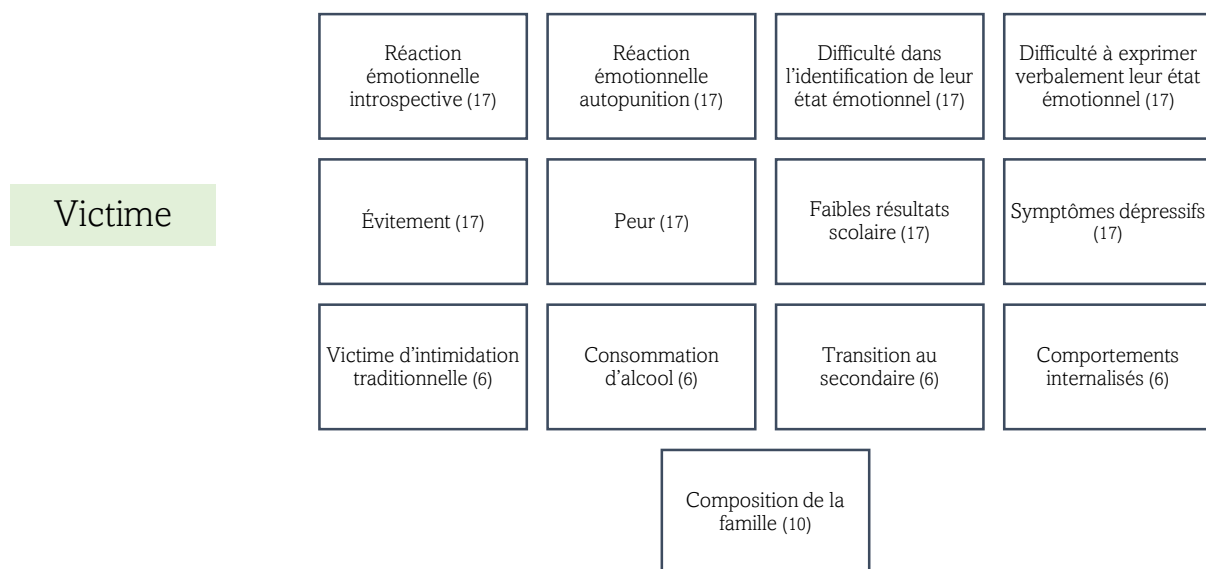 Réaction
émotionnelle
introspective (17)
Réaction
émotionnelle
autopunition (17)
Difficulté dans
l’identification de leur
état émotionnel (17)
Difficulté à exprimer
verbalement leur état
émotionnel (17)
Victime
Évitement (17)
Peur (17)
Faibles résultats
scolaire (17)
Symptômes dépressifs
(17)
Victime d’intimidation
traditionnelle (6)
Consommation
d’alcool (6)
Transition au
secondaire (6)
Comportements
internalisés (6)
Composition de la
famille (10)